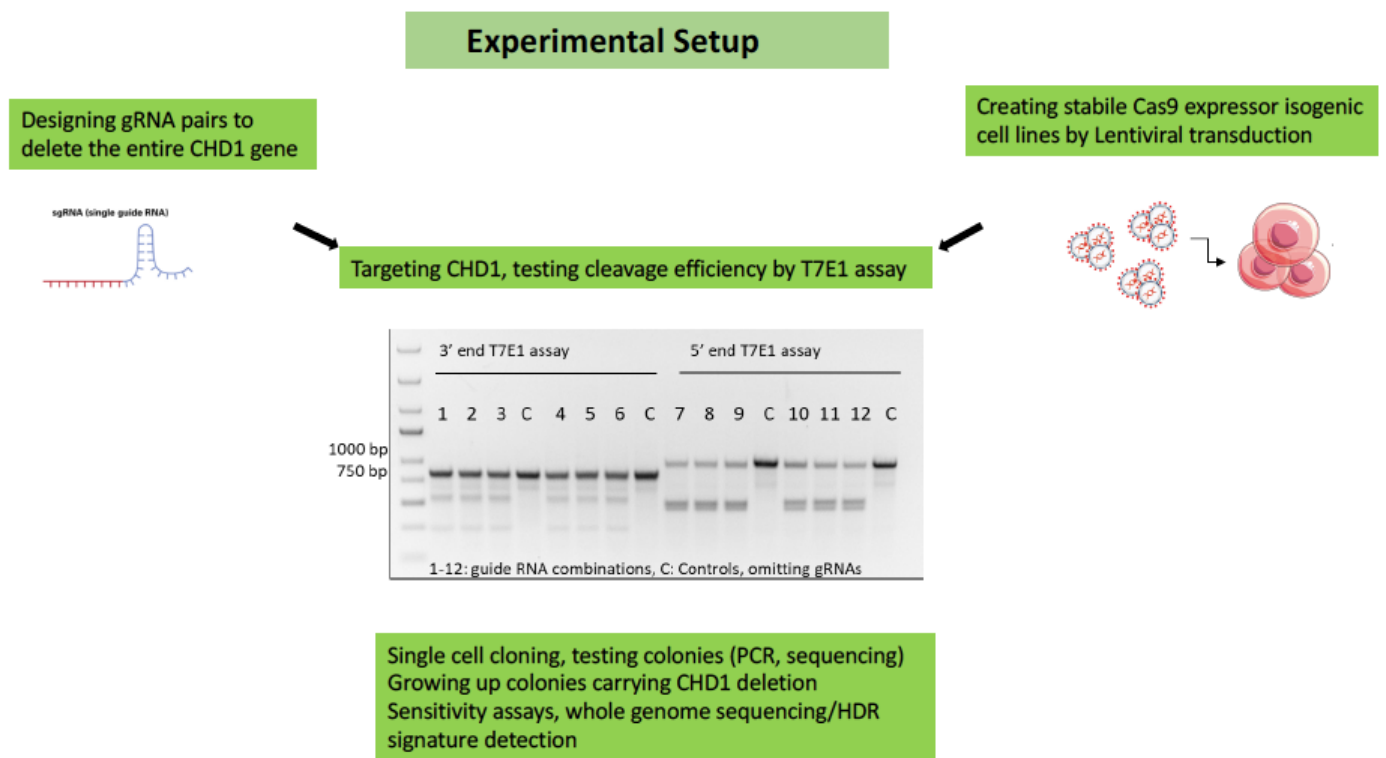 Experimental Setup
Designing gRNA pairs to
delete the entire CHD1 gene
Creating stabile Cas9 expressor isogenic
cell lines by Lentiviral transduction
sgRNA (single guide RNA)
Targeting CHD1, testing cleavage efficiency by T7E1 assay
3’ end T7E1 assay
5’ end T7E1 assay
1 2 3 C 4 5 6 C 7 8 9 C 10 11 12 C
1000 bp
750 bp
1-12: guide RNA combinations, C: Controls, omitting gRNAs
Single cell cloning, testing colonies (PCR, sequencing)
Growing up colonies carrying CHD1 deletion
Sensitivity assays, whole genome sequencing/HDR
signature detection